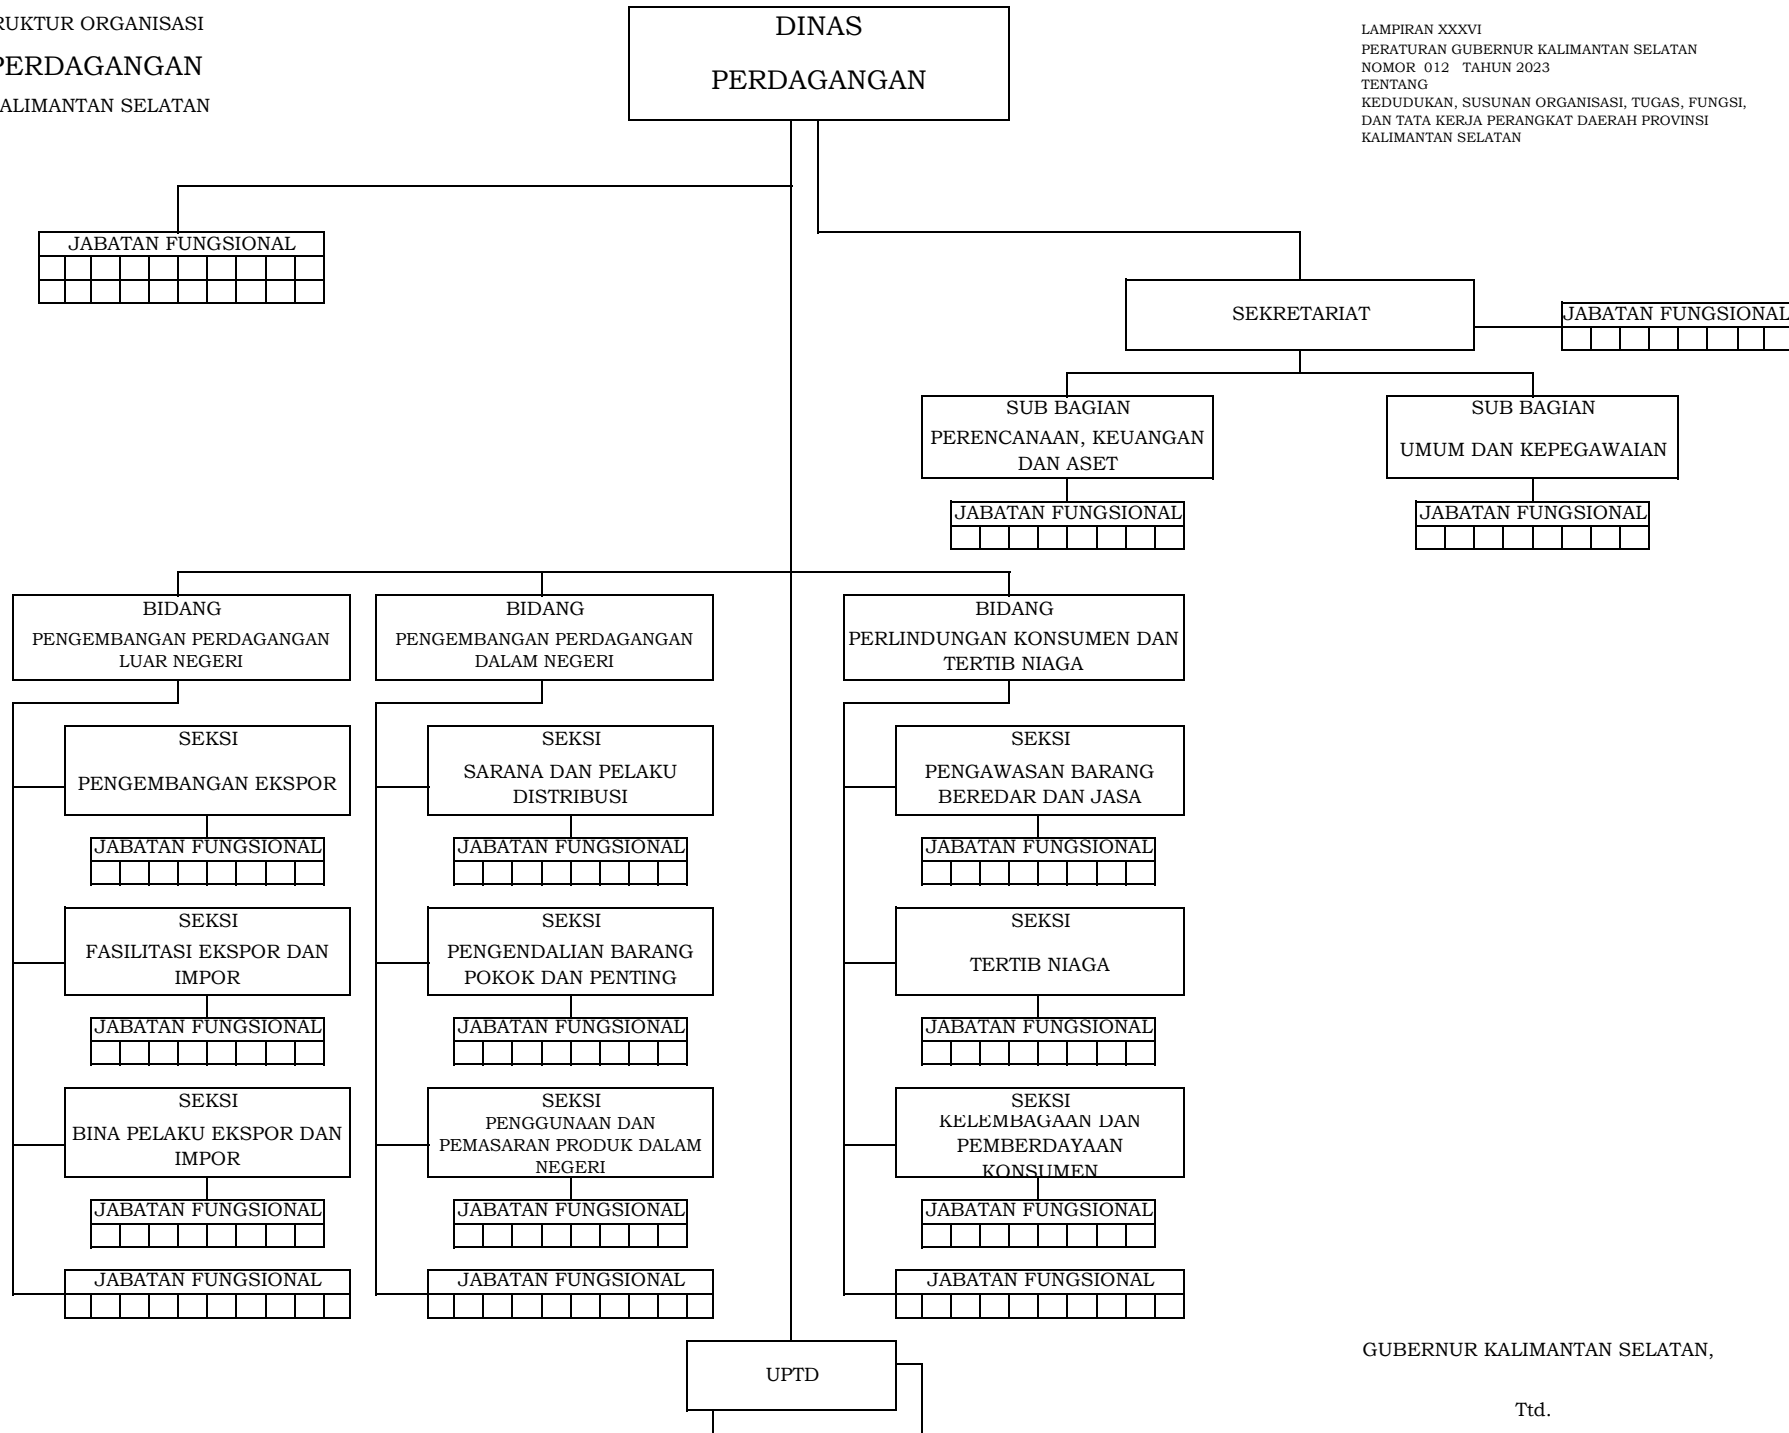 RUKTUR ORGANISASI
PERDAGANGAN
ALIMANTAN SELATAN
DINAS
PERDAGANGAN
LAMPIRAN XXXVI
PERATURAN GUBERNUR KALIMANTAN SELATAN
NOMOR 012 TAHUN 2023
TENTANG
KEDUDUKAN, SUSUNAN ORGANISASI, TUGAS, FUNGSI,
DAN TATA KERJA PERANGKAT DAERAH PROVINSI
KALIMANTAN SELATAN
JABATAN FUNGSIONAL
SEKRETARIAT
JABATAN FUNGSIONAL
SUB BAGIAN
PERENCANAAN, KEUANGAN
DAN ASET
SUB BAGIAN
UMUM DAN KEPEGAWAIAN
JABATAN FUNGSIONAL
JABATAN FUNGSIONAL
BIDANG
PENGEMBANGAN PERDAGANGAN
LUAR NEGERI
BIDANG
PENGEMBANGAN PERDAGANGAN
DALAM NEGERI
BIDANG
PERLINDUNGAN KONSUMEN DAN
TERTIB NIAGA
SEKSI
PENGEMBANGAN EKSPOR
SEKSI
SARANA DAN PELAKU
DISTRIBUSI
SEKSI
PENGAWASAN BARANG
BEREDAR DAN JASA
JABATAN FUNGSIONAL
JABATAN FUNGSIONAL
JABATAN FUNGSIONAL
SEKSI
FASILITASI EKSPOR DAN
IMPOR
SEKSI
PENGENDALIAN BARANG
POKOK DAN PENTING
SEKSI
TERTIB NIAGA
JABATAN FUNGSIONAL
JABATAN FUNGSIONAL
JABATAN FUNGSIONAL
SEKSI
BINA PELAKU EKSPOR DAN
IMPOR
SEKSI
PENGGUNAAN DAN
PEMASARAN PRODUK DALAM
NEGERI
SEKSI
KELEMBAGAAN DAN
PEMBERDAYAAN
KONSUMEN
JABATAN FUNGSIONAL
JABATAN FUNGSIONAL
JABATAN FUNGSIONAL
JABATAN FUNGSIONAL
JABATAN FUNGSIONAL
JABATAN FUNGSIONAL
UPTD
GUBERNUR KALIMANTAN SELATAN,
Ttd.